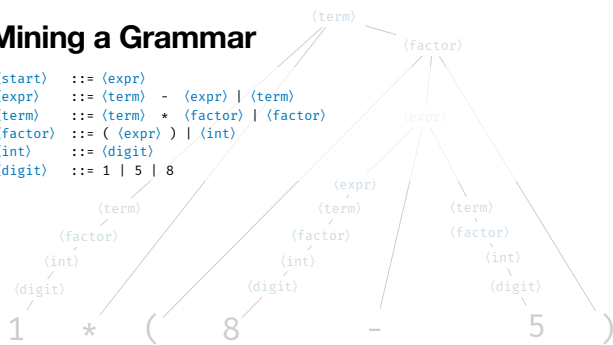 Mining a Grammar
⟨term⟩
⟨factor⟩
⟨start⟩ ::= ⟨expr⟩
⟨expr⟩ ::= ⟨term⟩ - ⟨expr⟩ | ⟨term⟩
⟨term⟩ ::= ⟨term⟩ * ⟨factor⟩ | ⟨factor⟩
⟨factor⟩ ::= ( ⟨expr⟩ ) | ⟨int⟩
⟨int⟩ ::= ⟨digit⟩
⟨digit⟩ ::= 1 | 5 | 8
⟨expr⟩
⟨expr⟩
⟨term⟩ ⟨term⟩ ⟨term⟩
⟨factor⟩ ⟨factor⟩ ⟨factor⟩
⟨int⟩ ⟨int⟩ ⟨int⟩
⟨digit⟩ ⟨digit⟩ ⟨digit⟩
1 * ( 8 - 5 )